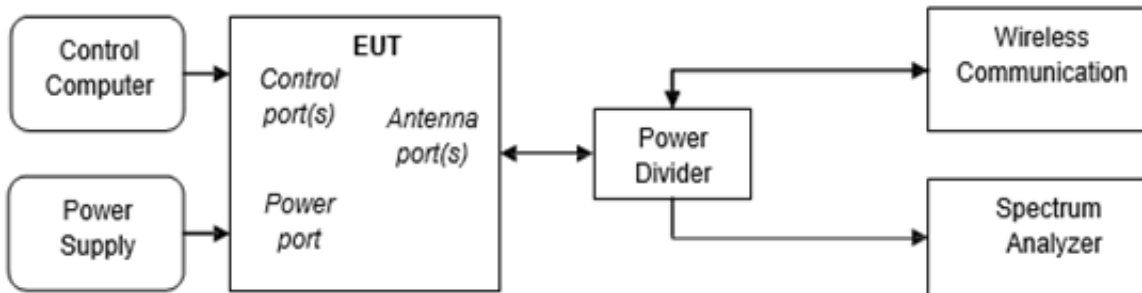 Control
Computer
Power
Supply
EUT
Control
port(s)
Antenna
port(s)
Power
port
Power
Divider
Wireless
Communication
Spectrum
Analyzer